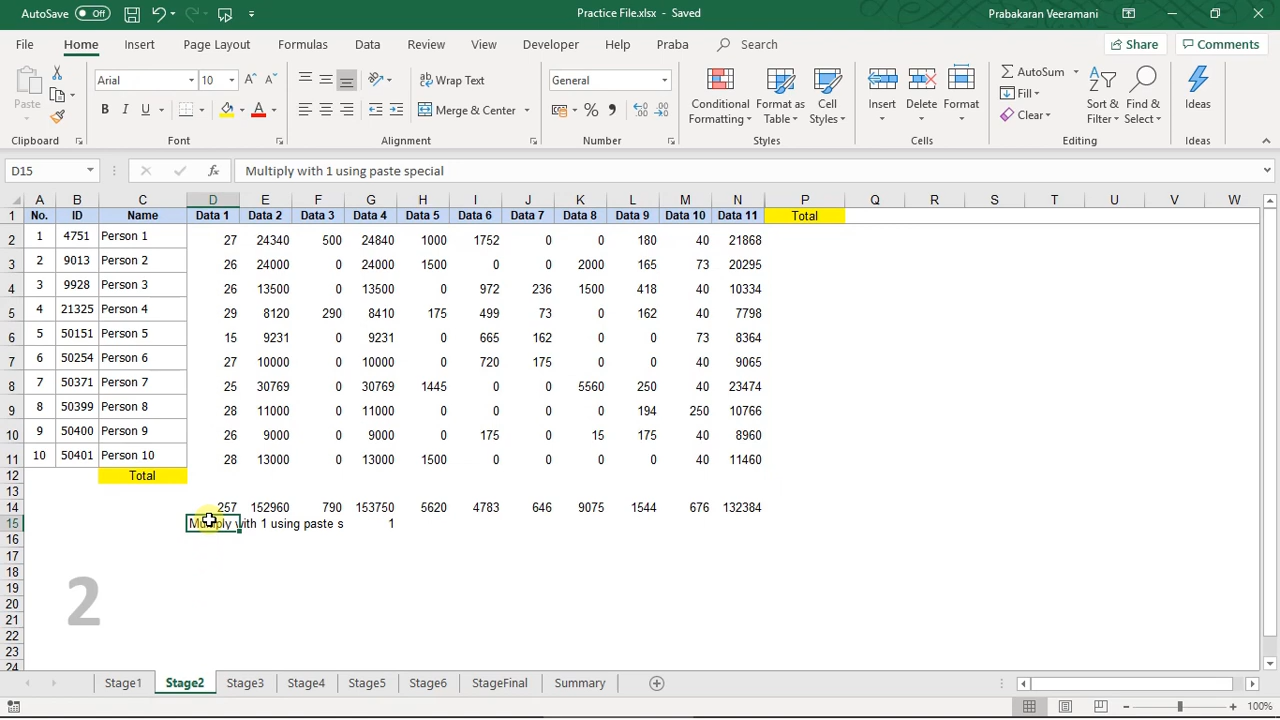 AutoSave Off Practice File.xlsx - Saved Prabakaran Veeramani
File Home Insert Page Layout Formulas Data Review View Developer Help Praba Search Share Comments
Paste Arial 10 Wrap Text General Conditional Formatting Format as Table Cell Styles Insert Delete Format AutoSum Fill Clear Sort & Filter Find & Select Ideas
B I U A Merge & Center %
Clipboard Font Alignment Number Styles Cells Editing Ideas
D15 fx Multiply with 1 using paste special
A B C D E F G H I J K L M N P Q R S T U V W
1 No. ID Name Data 1 Data 2 Data 3 Data 4 Data 5 Data 6 Data 7 Data 8 Data 9 Data 10 Data 11 Total
2 1 4751 Person 1 27 24340 500 24840 1000 1752 0 0 180 40 21868
3 2 9013 Person 2 26 24000 0 24000 1500 0 0 2000 165 73 20295
4 3 9928 Person 3 26 13500 0 13500 0 972 236 1500 418 40 10334
5 4 21325 Person 4 29 8120 290 8410 175 499 73 0 162 40 7798
6 5 50151 Person 5 15 9231 0 9231 0 665 162 0 0 73 8364
7 6 50254 Person 6 27 10000 0 10000 0 720 175 0 0 40 9065
8 7 50371 Person 7 25 30769 0 30769 1445 0 0 5560 250 40 23474
9 8 50399 Person 8 28 11000 0 11000 0 0 0 0 194 250 10766
10 9 50400 Person 9 26 9000 0 9000 0 175 0 15 175 40 8960
11 10 50401 Person 10 28 13000 0 13000 1500 0 0 0 0 40 11460
12 Total
13
14 257 152960 790 153750 5620 4783 646 9075 1544 676 132384
15 Multiply with 1 using paste s 1
16
17
18
19
20
21
22
23
24
2
Stage1 Stage2 Stage3 Stage4 Stage5 Stage6 StageFinal Summary
100%